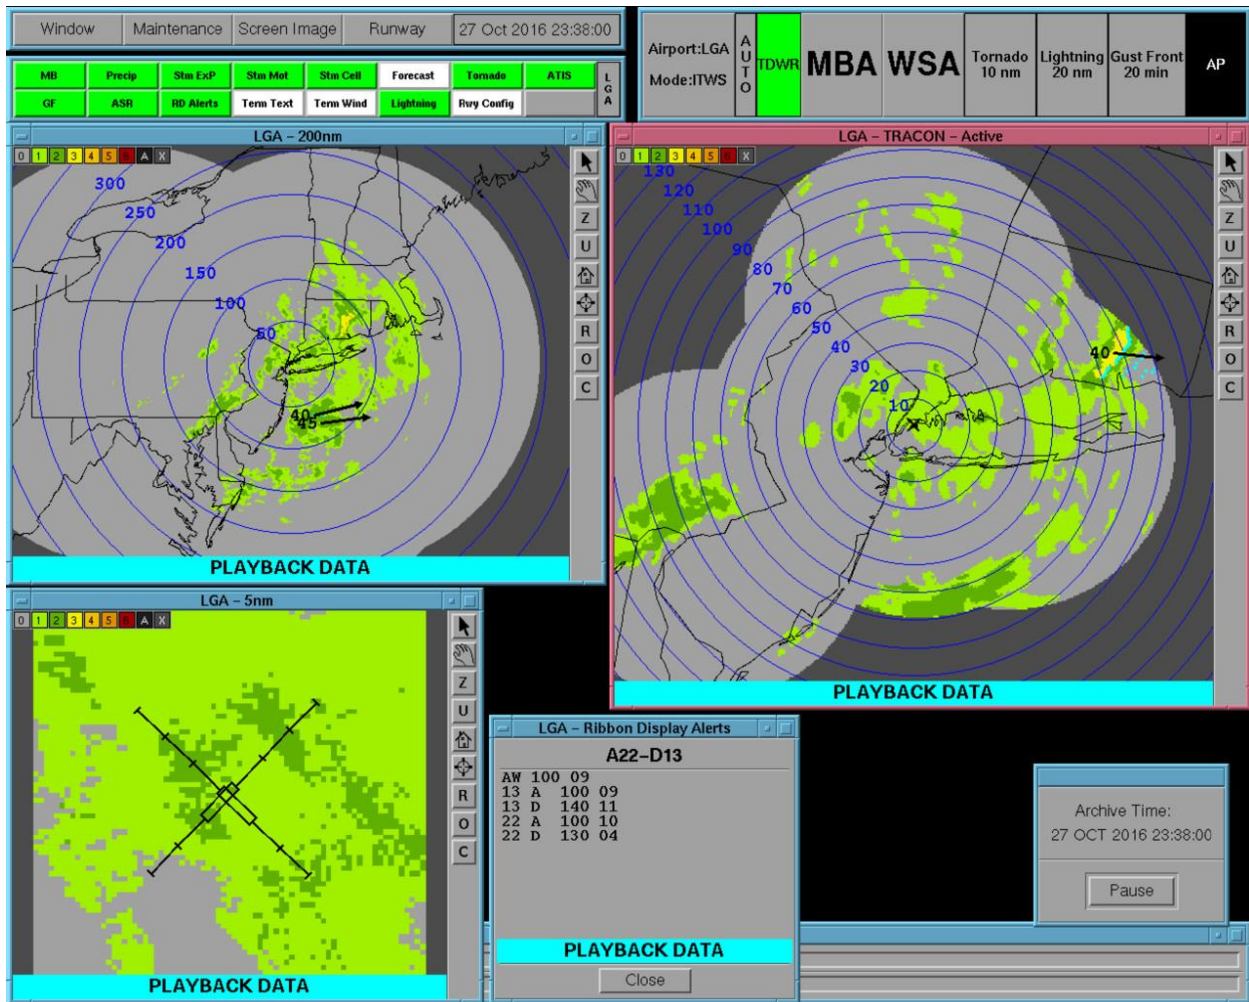 Window Maintenance Screen Image Runway 27 Oct 2016 23:38:00
MB Precip Stm ExP Stm Mot Stm Cell Forecast Tornado ATIS
GF ASR RD Alerts Term Text Term Wind Lightning Rwy Config
LGA
Airport:LGA
Mode:ITWS
AUTO
TDWR
MBA
WSA
Tornado
10 nm
Lightning
20 nm
Gust Front
20 min
AP
LGA - 200nm
0 1 2 3 4 5 6 A X
300
250
200
150
100
50
40
45
Z
U
R
O
C
PLAYBACK DATA
LGA - TRACON - Active
0 1 2 3 4 5 6 X
130
120
110
100
90
80
70
60
50
40
30
20
10
40
Z
U
R
O
C
PLAYBACK DATA
LGA - 5nm
0 1 2 3 4 5 6 A X
Z
U
R
O
C
PLAYBACK DATA
LGA - Ribbon Display Alerts
A22-D13
AW 100 09
13 A 100 09
13 D 140 11
22 A 100 10
22 D 130 04
PLAYBACK DATA
Close
Archive Time:
27 OCT 2016 23:38:00
Pause